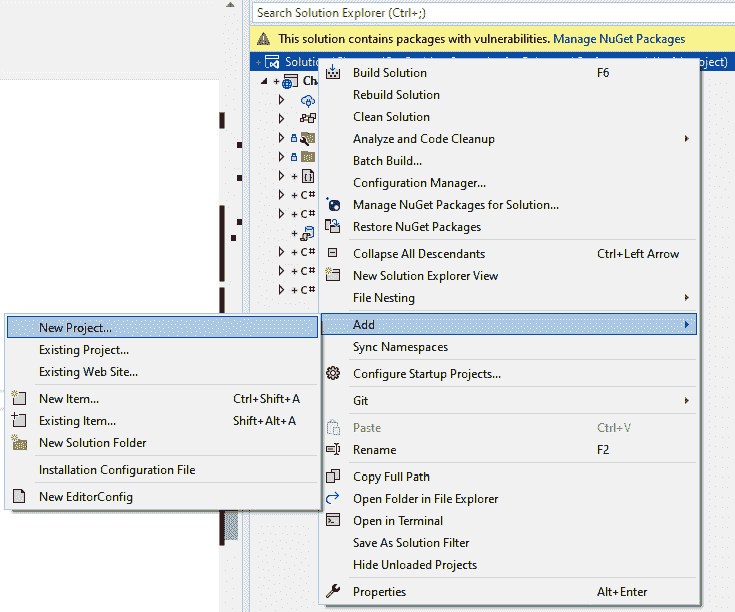 Search Solution Explorer (Ctrl+;)
This solution contains packages with vulnerabilities. Manage NuGet Packages
Build Solution F6
Rebuild Solution
Clean Solution
Analyze and Code Cleanup
Batch Build...
Configuration Manager...
Manage NuGet Packages for Solution...
Restore NuGet Packages
Collapse All Descendants Ctrl+Left Arrow
New Solution Explorer View
File Nesting
Add
Sync Namespaces
Configure Startup Projects...
Git
Paste Ctrl+V
Rename F2
Copy Full Path
Open Folder in File Explorer
Open in Terminal
Save As Solution Filter
Hide Unloaded Projects
Properties Alt+Enter
New Project...
Existing Project...
Existing Web Site...
New Item... Ctrl+Shift+A
Existing Item... Shift+Alt+A
New Solution Folder
Installation Configuration File
New EditorConfig
C#
C#
C#
C#
C#